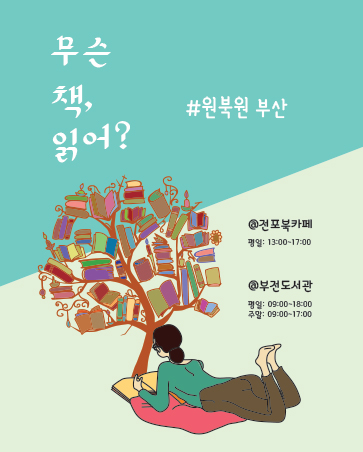 무슨
책,
읽어?
#원북원 부산
@전포북카페
평일: 13:00~17:00
@부전도서관
평일: 09:00~18:00
주말: 09:00~17:00